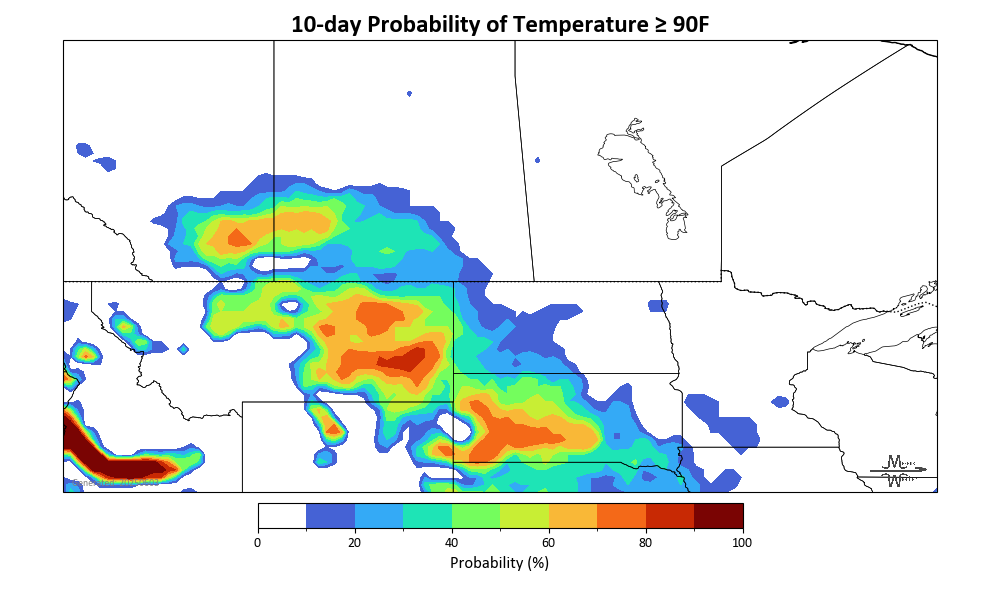 10-day Probability of Temperature ≥ 90F
M
W
0 20 40 60 80 100
Probability (%)